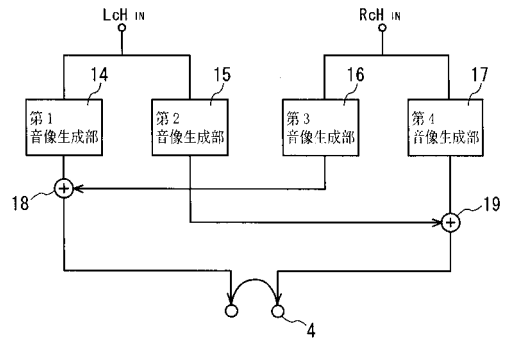 LcH IN
RcH IN
14
15
16
17
第1
音像生成部
第2
音像生成部
第3
音像生成部
第4
音像生成部
18
19
4